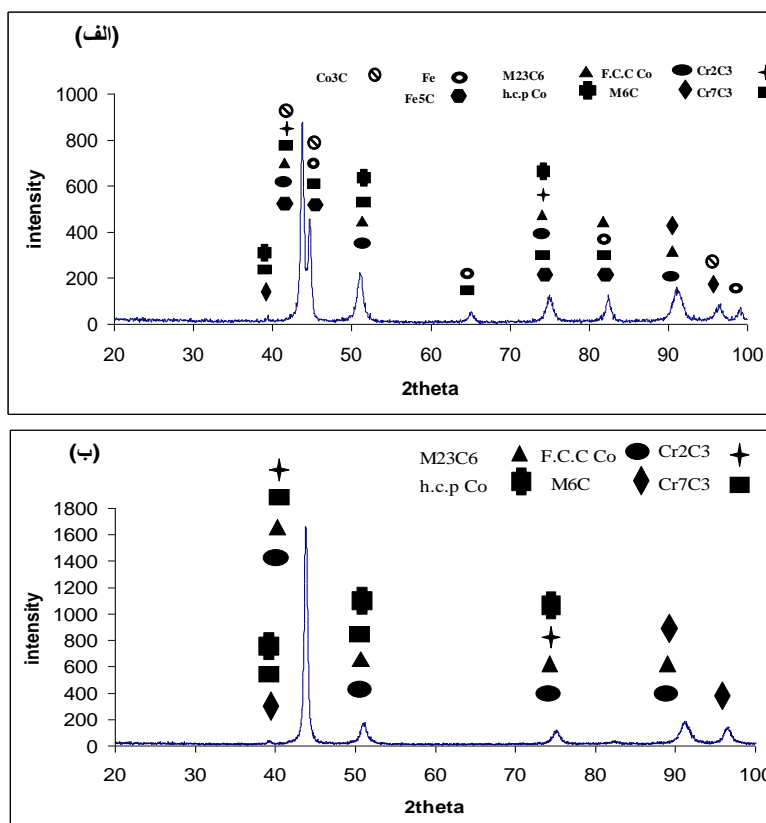 (الف)
Co3C Fe M23C6 F.C.C Co Cr2C3
Fe5C h.c.p Co M6C Cr7C3
1000
800
600
400
200
0
intensity
20 30 40 50 60 70 80 90 100
2theta
(ب)
M23C6 F.C.C Co Cr2C3
h.c.p Co M6C Cr7C3
1800
1600
1400
1200
1000
800
600
400
200
0
intensity
20 30 40 50 60 70 80 90 100
2theta